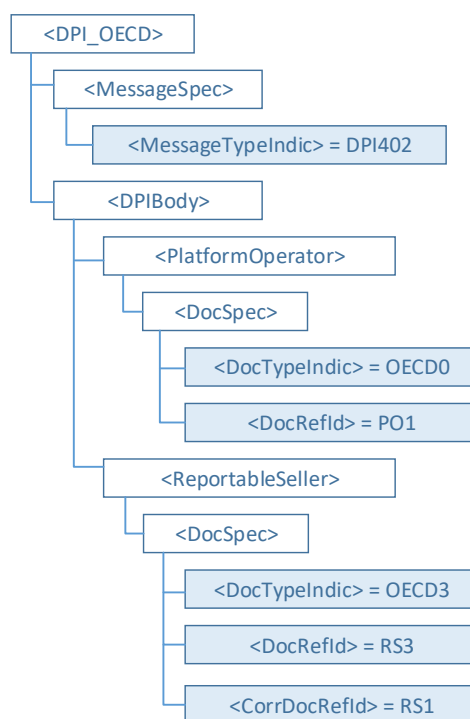 <DPI_OECD>
<MessageSpec>
<MessageTypeIndic> = DPI402
<DPIBody>
<PlatformOperator>
<DocSpec>
<DocTypeIndic> = OECD0
<DocRefId> = PO1
<ReportableSeller>
<DocSpec>
<DocTypeIndic> = OECD3
<DocRefId> = RS3
<CorrDocRefId> = RS1